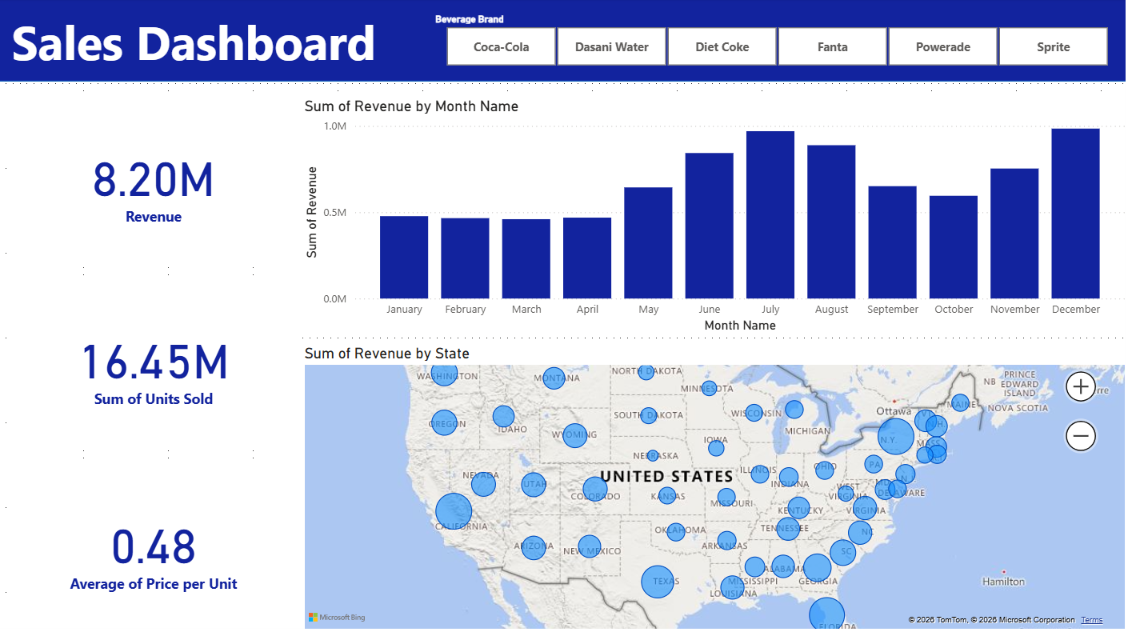 Sales Dashboard
Beverage Brand
Coca-Cola
Dasani Water
Diet Coke
Fanta
Powerade
Sprite
8.20M
Revenue
16.45M
Sum of Units Sold
0.48
Average of Price per Unit
Sum of Revenue by Month Name
Sum of Revenue
1.0M
0.5M
0.0M
January
February
March
April
May
June
July
August
September
October
November
December
Month Name
Sum of Revenue by State
WASHINGTON
MONTANA
NORTH DAKOTA
MINNESOTA
PRINCE
EDWARD
ISLAND
NB
NOVA SCOTIA
MAINE
Ottawa
OREGON
IDAHO
WYOMING
SOUTH DAKOTA
WISCONSIN
MICHIGAN
N.Y.
MASS
NEBRASKA
IOWA
NEVADA
UTAH
COLORADO
UNITED STATES
KANSAS
MISSOURI
ILLINOIS
INDIANA
OHIO
PA
WEST
VIRGINIA
DELAWARE
VIRGINIA
KENTUCKY
CALIFORNIA
ARIZONA
NEW MEXICO
OKLAHOMA
ARKANSAS
TENNESSEE
NC
SC
TEXAS
LOUISIANA
MISSISSIPPI
ALABAMA
GEORGIA
FLORIDA
Hamilton
Microsoft Bing
© 2026 TomTom, © 2026 Microsoft Corporation
Terms